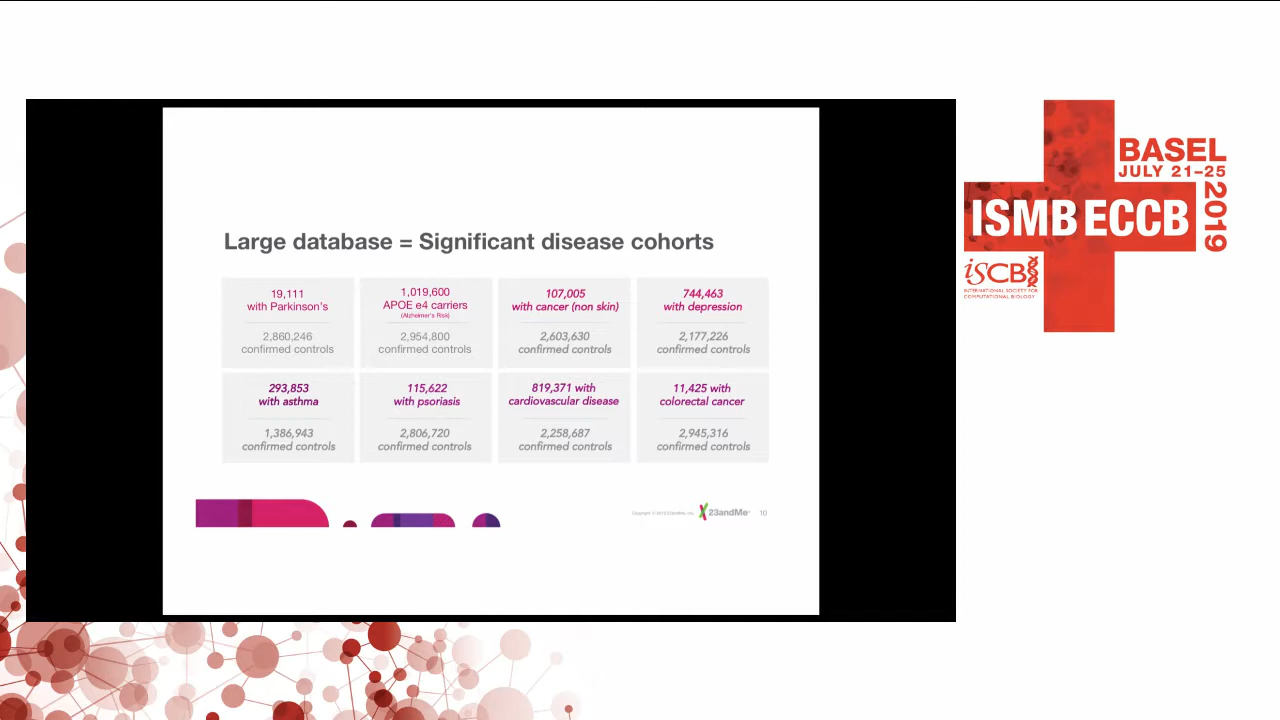 Large database = Significant disease cohorts
19,111
with Parkinson's
2,860,246
confirmed controls
1,019,600
APOE e4 carriers
(Alzheimer's Risk)
2,954,800
confirmed controls
107,005
with cancer (non skin)
2,603,630
confirmed controls
744,463
with depression
2,177,226
confirmed controls
293,853
with asthma
1,386,943
confirmed controls
115,622
with psoriasis
2,806,720
confirmed controls
819,371 with
cardiovascular disease
2,258,687
confirmed controls
11,425 with
colorectal cancer
2,945,316
confirmed controls
23andMe
10
BASEL
JULY 21–25
2019
ISMB ECCB
iSCB
INTERNATIONAL SOCIETY FOR
COMPUTATIONAL BIOLOGY